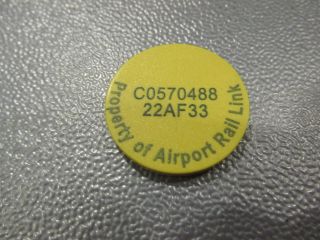 C0570488
22AF33
Property of Airport Rail Link